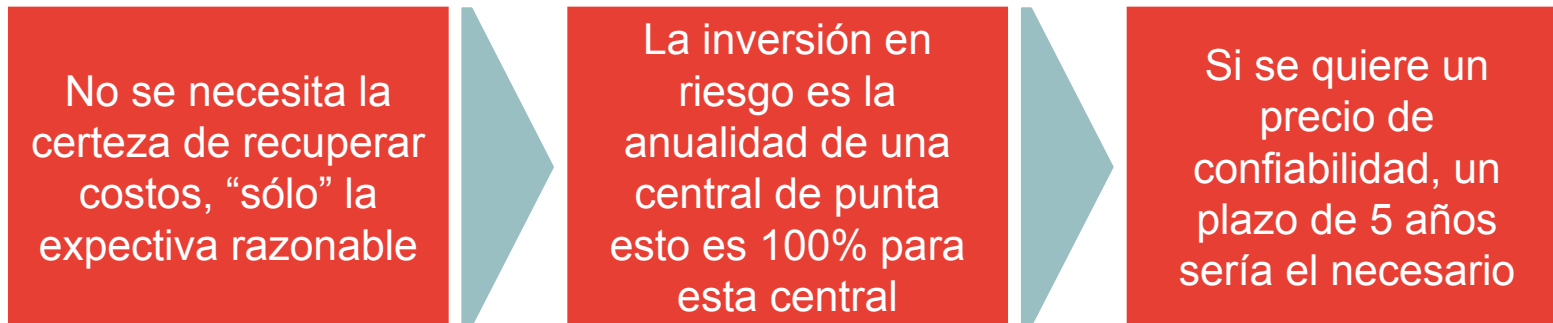 No se necesita la
certeza de recuperar
costos, “sólo” la
expectiva razonable
La inversión en
riesgo es la
anualidad de una
central de punta
esto es 100% para
esta central
Si se quiere un
precio de
confiabilidad, un
plazo de 5 años
sería el necesario